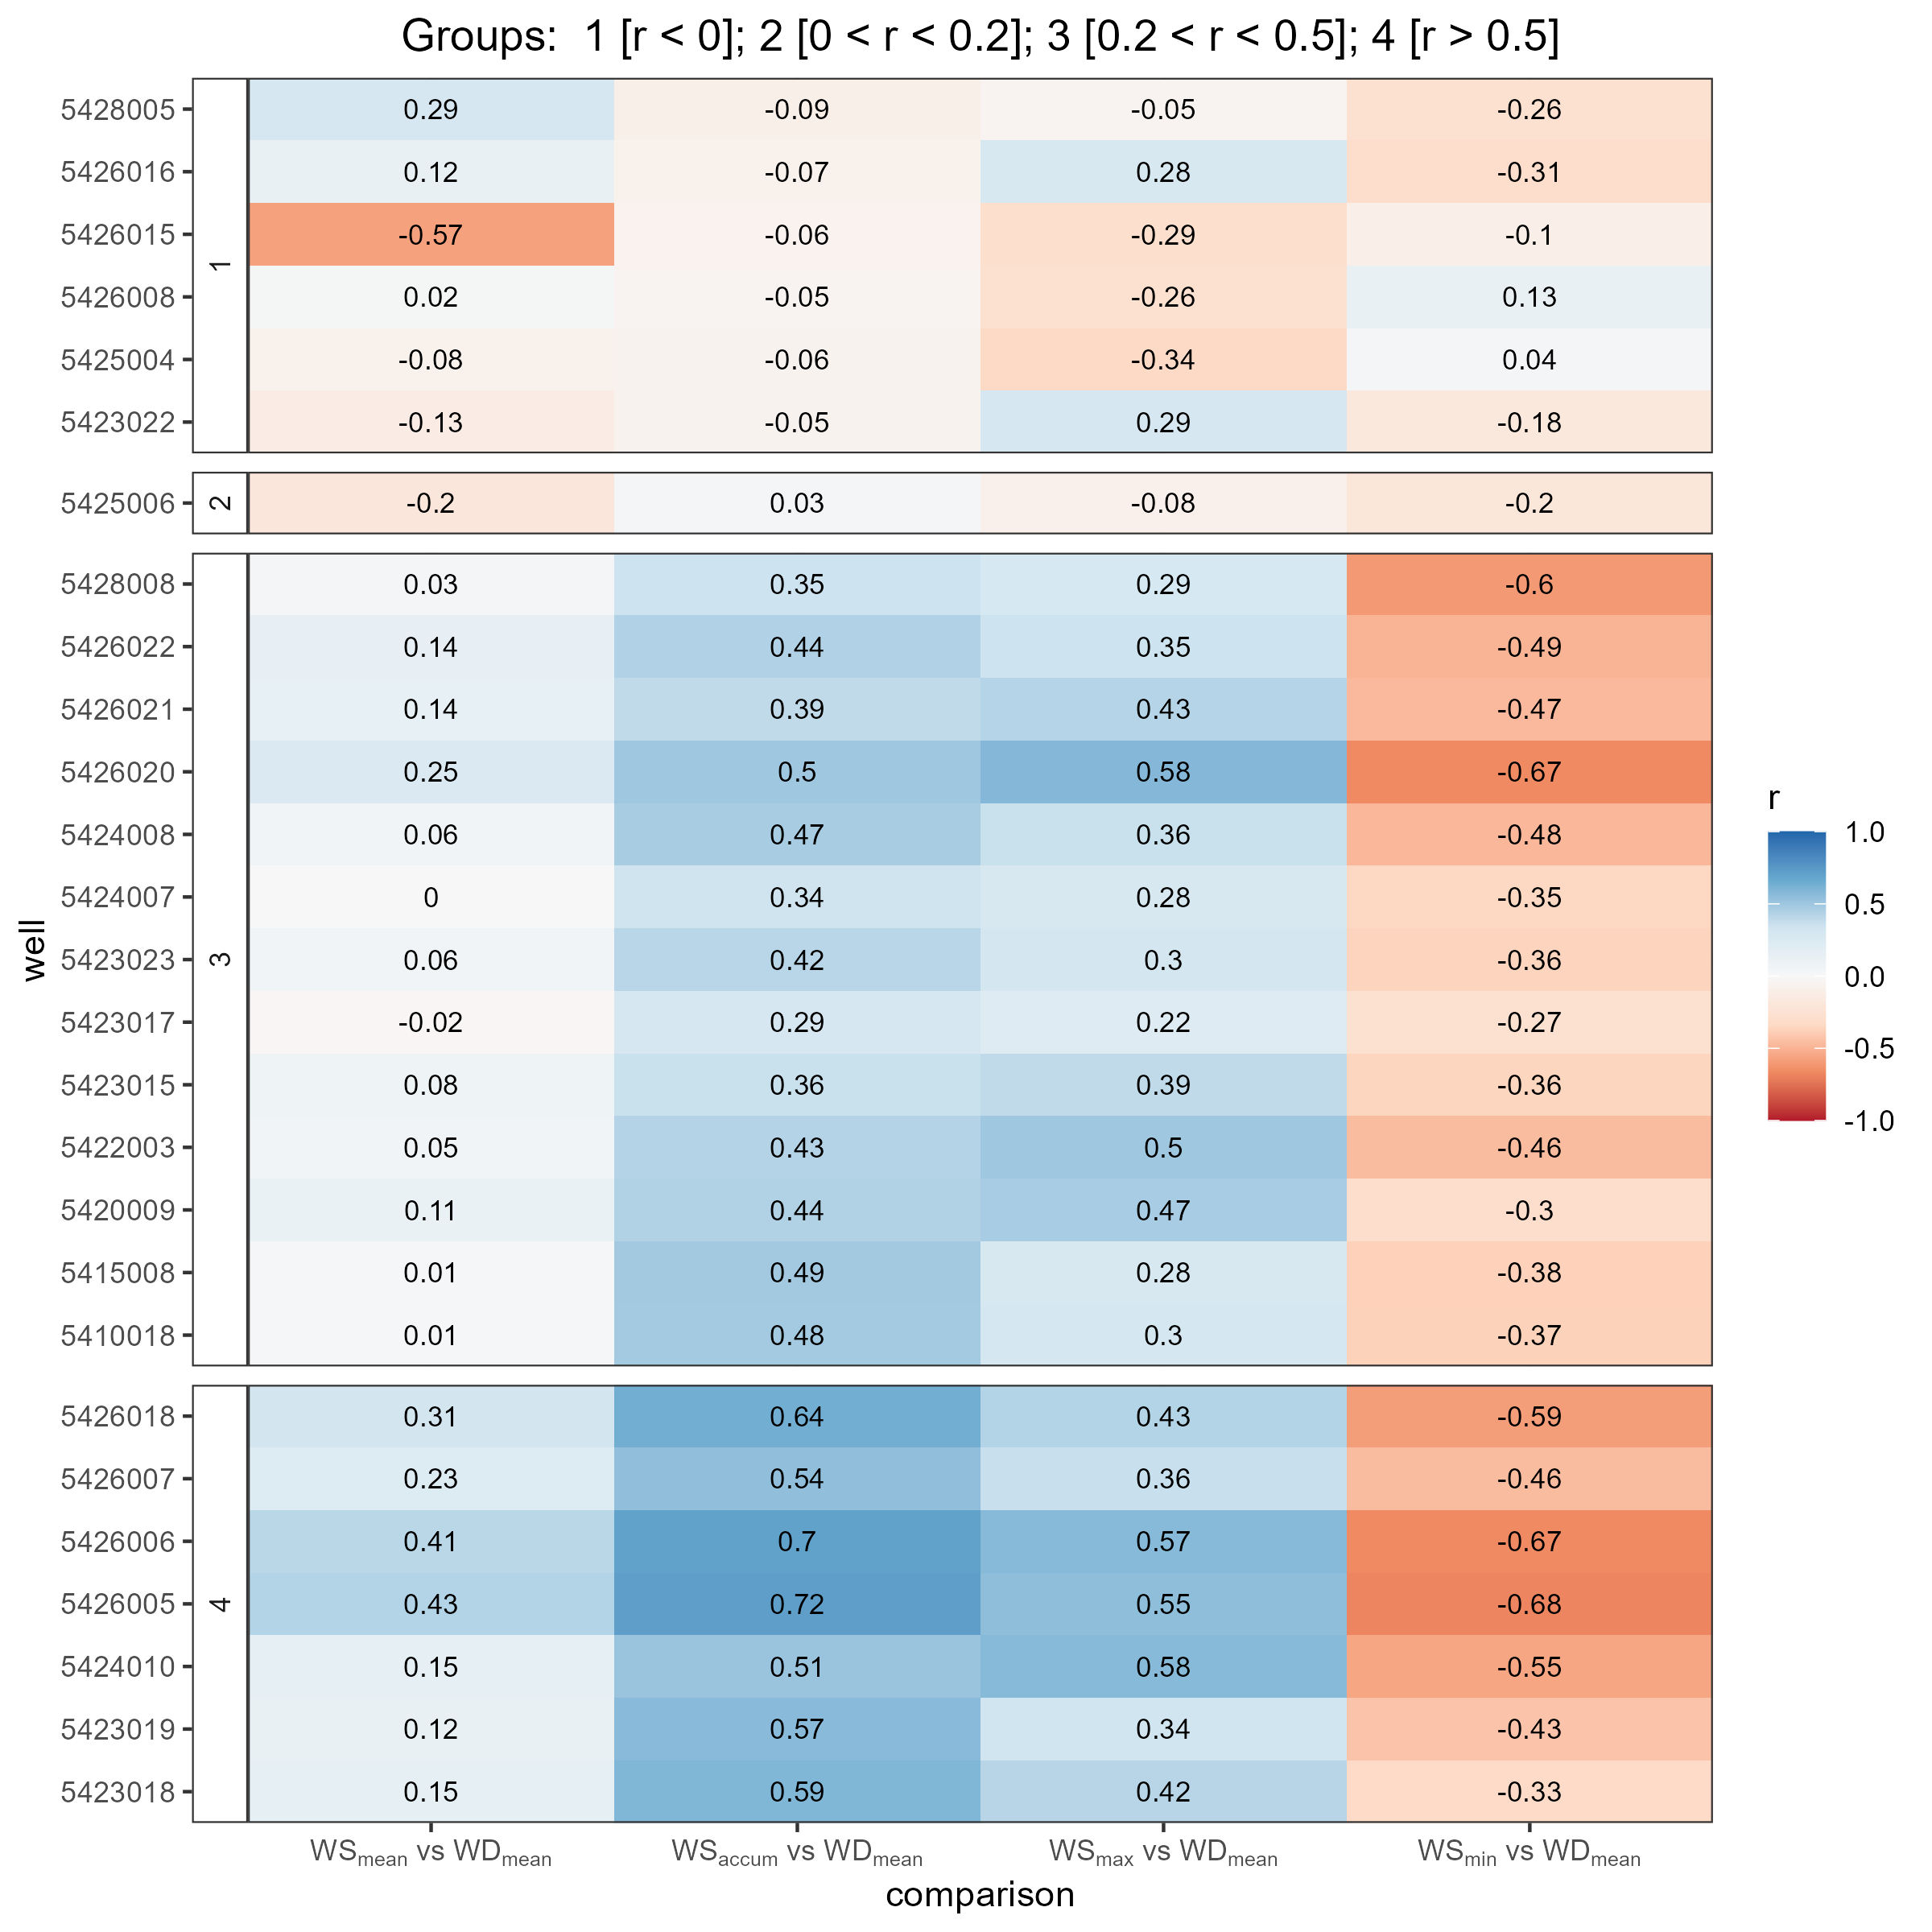 Groups:  1 [r < 0]; 2 [0 < r < 0.2]; 3 [0.2 < r < 0.5]; 4 [r > 0.5]
5428005 0.29 -0.09 -0.05 -0.26
5426016 0.12 -0.07 0.28 -0.31
5426015 -0.57 -0.06 -0.29 -0.1
1
5426008 0.02 -0.05 -0.26 0.13
5425004 -0.08 -0.06 -0.34 0.04
5423022 -0.13 -0.05 0.29 -0.18
5425006 2 -0.2 0.03 -0.08 -0.2
5428008 0.03 0.35 0.29 -0.6
5426022 0.14 0.44 0.35 -0.49
5426021 0.14 0.39 0.43 -0.47
5426020 0.25 0.5 0.58 -0.67
5424008 0.06 0.47 0.36 -0.48
5424007 0 0.34 0.28 -0.35
well
5423023 3 0.06 0.42 0.3 -0.36
5423017 -0.02 0.29 0.22 -0.27
5423015 0.08 0.36 0.39 -0.36
5422003 0.05 0.43 0.5 -0.46
5420009 0.11 0.44 0.47 -0.3
5415008 0.01 0.49 0.28 -0.38
5410018 0.01 0.48 0.3 -0.37
5426018 0.31 0.64 0.43 -0.59
5426007 0.23 0.54 0.36 -0.46
5426006 0.41 0.7 0.57 -0.67
5426005 4 0.43 0.72 0.55 -0.68
5424010 0.15 0.51 0.58 -0.55
5423019 0.12 0.57 0.34 -0.43
5423018 0.15 0.59 0.42 -0.33
WSmean vs WDmean WSaccum vs WDmean WSmax vs WDmean WSmin vs WDmean
comparison
r
1.0
0.5
0.0
-0.5
-1.0